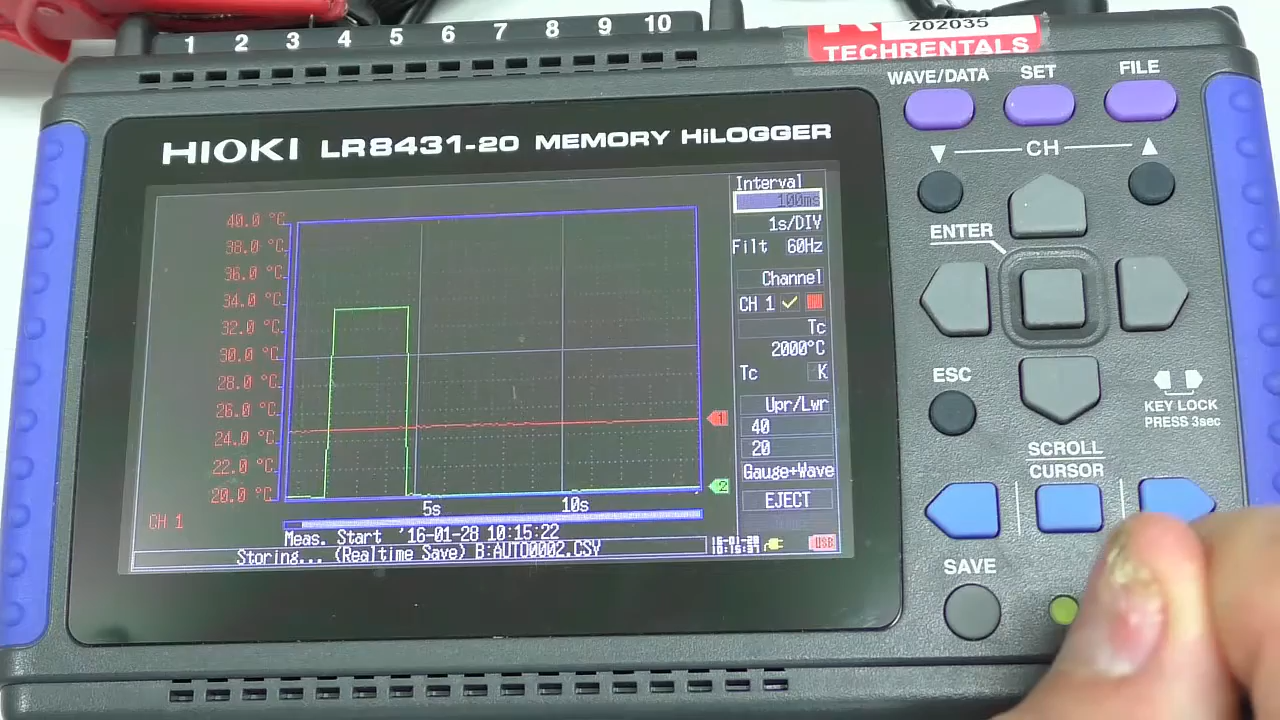 1 2 3 4 5 6 7 8 9 10
202035
TECHRENTALS
WAVE/DATA SET FILE
HIOKI LR8431-20 MEMORY HiLOGGER
CH
ENTER
ESC
KEY LOCK
PRESS 3sec
SCROLL
CURSOR
SAVE
40.0 °C
38.0 °C
36.0 °C
34.0 °C
32.0 °C
30.0 °C
28.0 °C
26.0 °C
24.0 °C
22.0 °C
20.0 °C
CH 1
5s 10s
1
2
Meas. Start '16-01-28 10:15:22
Storing... (Realtime Save) B:AUTO0002.CSV
Interval
100ms
1s/DIV
Filt 60Hz
Channel
CH 1
Tc
2000°C
Tc K
Upr/Lwr
40
20
Gauge+Wave
EJECT
USB